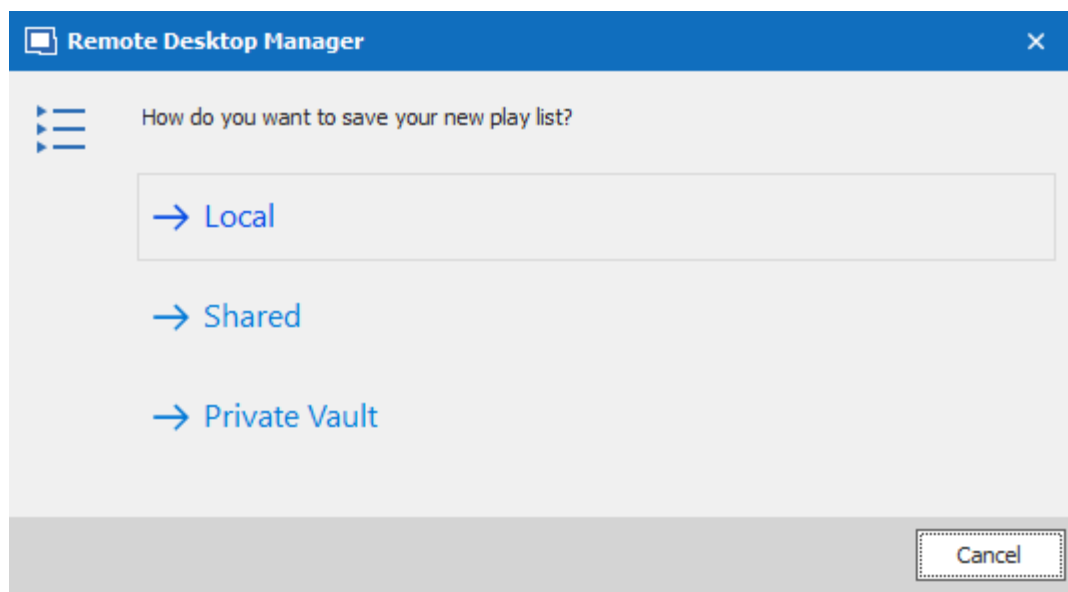 Remote Desktop Manager
How do you want to save your new play list?
Local
Shared
Private Vault
Cancel